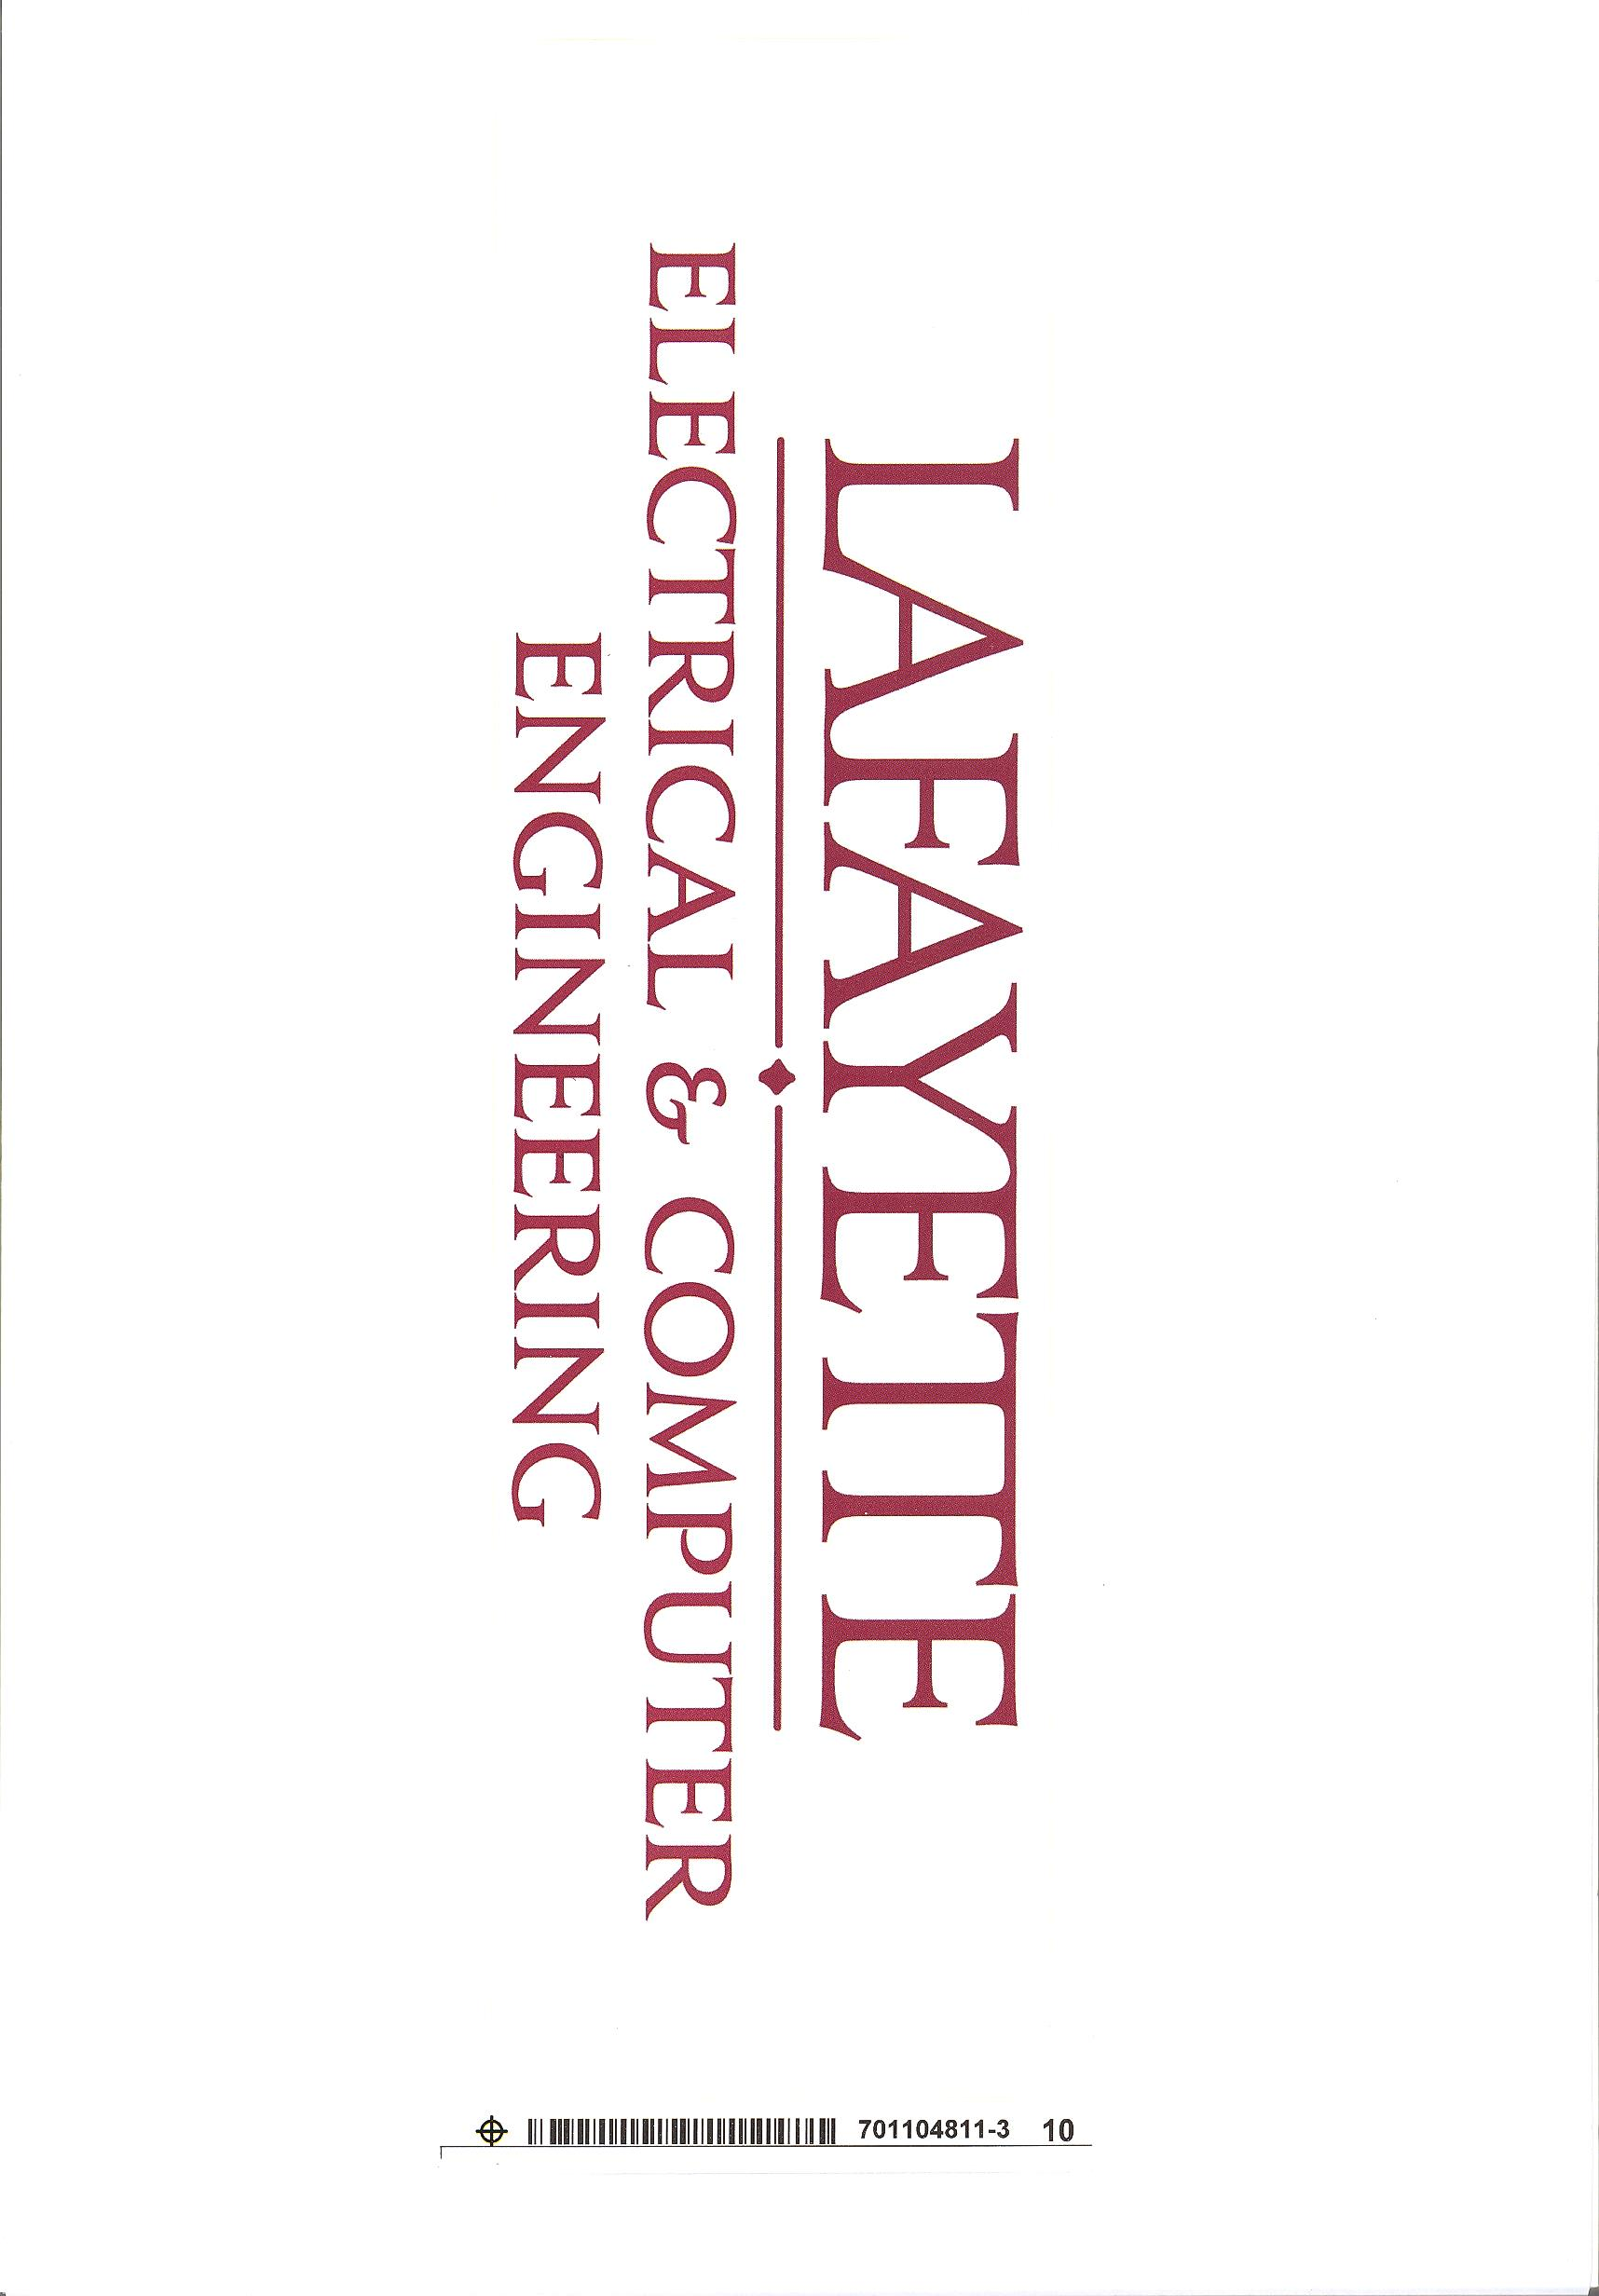 LAFAYETTE
ELECTRICAL & COMPUTER
ENGINEERING
701104811-3 10